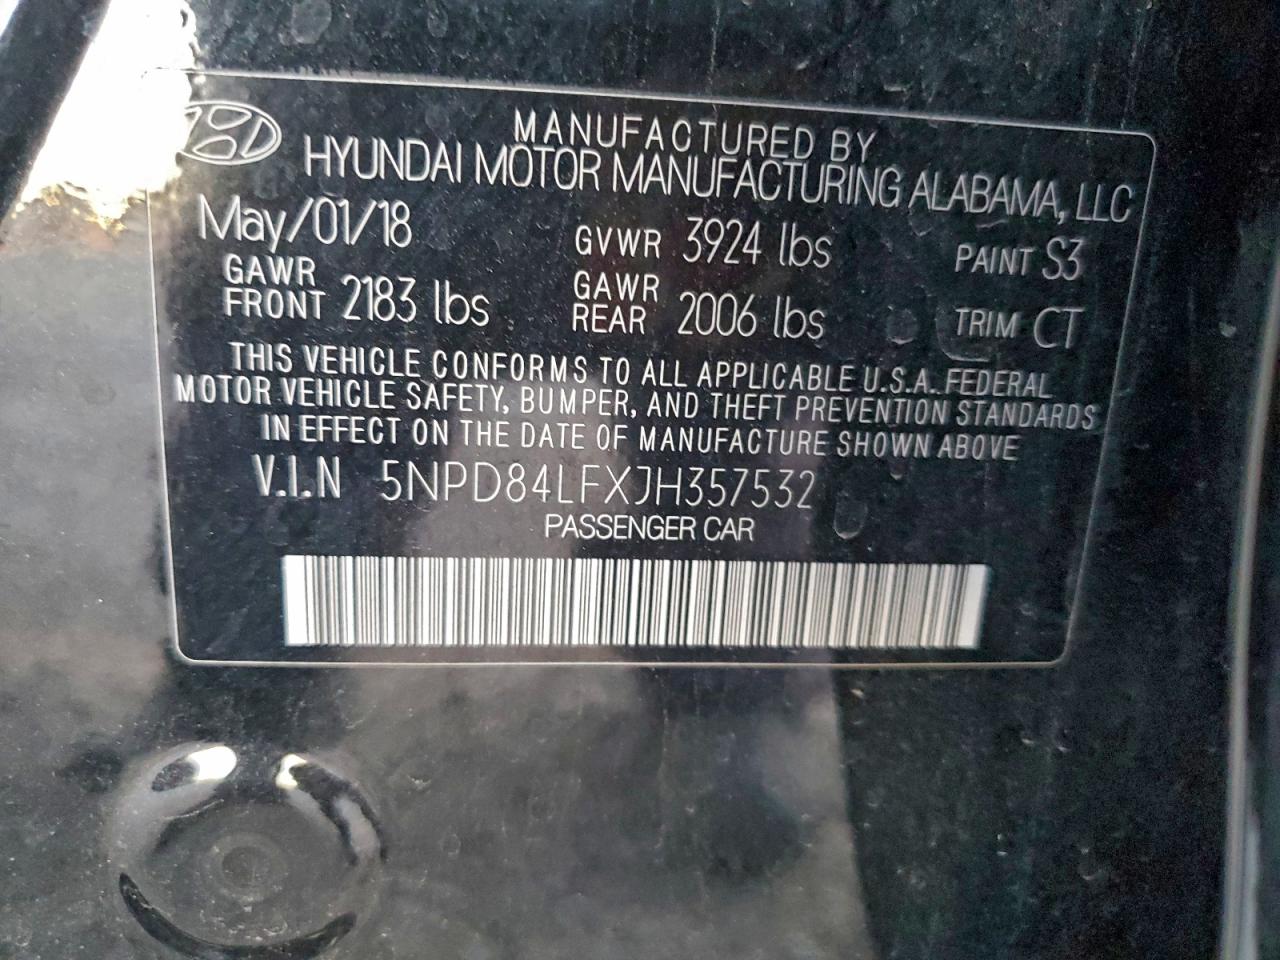 MANUFACTURED BY
HYUNDAI MOTOR MANUFACTURING ALABAMA, LLC
May/01/18 GVWR 3924 lbs PAINT S3
GAWR FRONT 2183 lbs GAWR REAR 2006 lbs TRIM CT
THIS VEHICLE CONFORMS TO ALL APPLICABLE U.S.A. FEDERAL
MOTOR VEHICLE SAFETY, BUMPER, AND THEFT PREVENTION STANDARDS
IN EFFECT ON THE DATE OF MANUFACTURE SHOWN ABOVE
V.I.N 5NPD84LFXJH357532
PASSENGER CAR